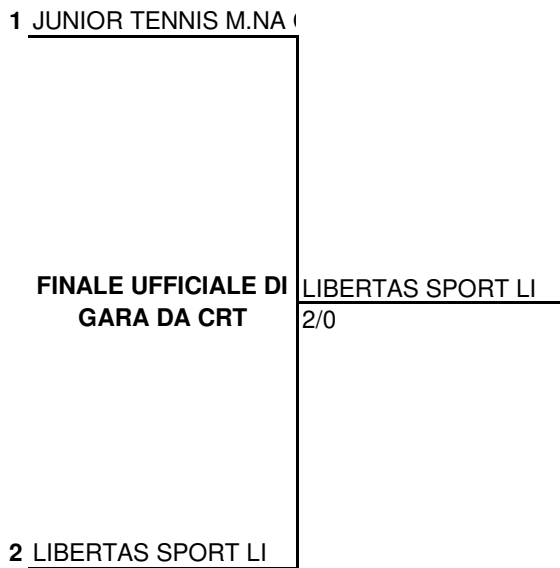 1 JUNIOR TENNIS M.NA
FINALE UFFICIALE DI
GARA DA CRT
LIBERTAS SPORT LI
2/0
2 LIBERTAS SPORT LI